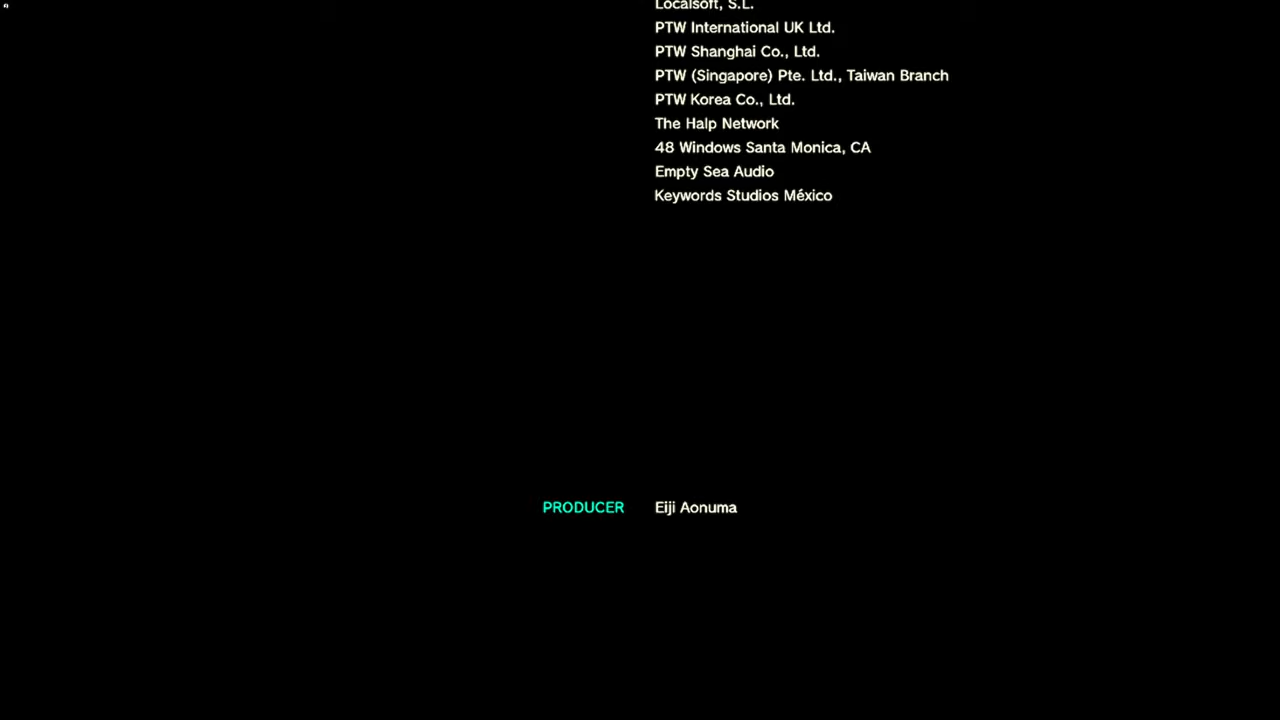 Localsoft, S.L.
PTW International UK Ltd.
PTW Shanghai Co., Ltd.
PTW (Singapore) Pte. Ltd., Taiwan Branch
PTW Korea Co., Ltd.
The Halp Network
48 Windows Santa Monica, CA
Empty Sea Audio
Keywords Studios México
PRODUCER Eiji Aonuma